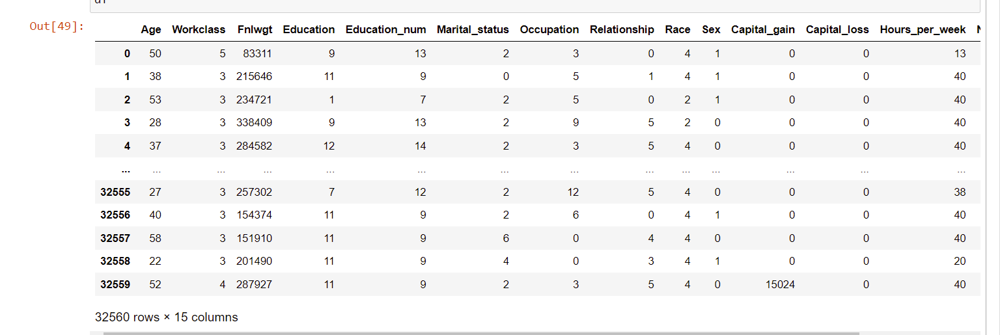 Out[49]:
Age Workclass Fnlwgt Education Education_num Marital_status Occupation Relationship Race Sex Capital_gain Capital_loss Hours_per_week
0 50 5 83311 9 13 2 3 0 4 1 0 0 13
1 38 3 215646 11 9 0 5 1 4 1 0 0 40
2 53 3 234721 1 7 2 5 0 2 1 0 0 40
3 28 3 338409 9 13 2 9 5 2 0 0 0 40
4 37 3 284582 12 14 2 3 5 4 0 0 0 40
... ... ... ... ... ... ... ... ... ... ... ... ... ...
32555 27 3 257302 7 12 2 12 5 4 0 0 0 38
32556 40 3 154374 11 9 2 6 0 4 1 0 0 40
32557 58 3 151910 11 9 6 0 4 4 0 0 0 40
32558 22 3 201490 11 9 4 0 3 4 1 0 0 20
32559 52 4 287927 11 9 2 3 5 4 0 15024 0 40
32560 rows × 15 columns